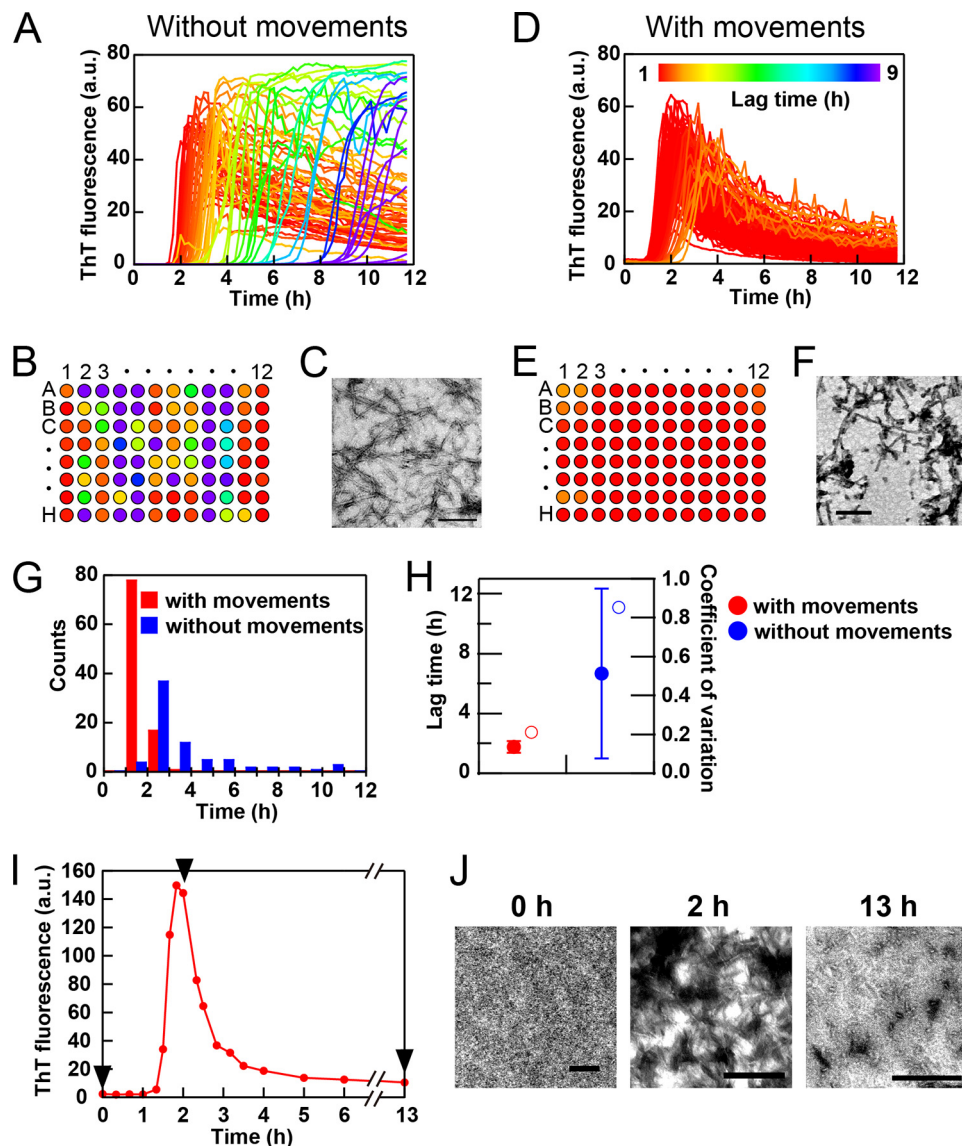 A Without movements
80
60
40
20
0
ThT fluorescence (a.u.)
0 2 4 6 8 10 12
Time (h)
D With movements
80
60
40
20
0
ThT fluorescence (a.u.)
1 9
Lag time (h)
0 2 4 6 8 10 12
Time (h)
B
1 2 3 · · · · · · · · 12
A
B
C
·
·
·
·
H
C
E
1 2 3 · · · · · · · · 12
A
B
C
·
·
·
·
H
F
G
80
60
40
20
0
Counts
with movements
without movements
0 2 4 6 8 10 12
Time (h)
H
12
8
4
0
Lag time (h)
1.0
0.8
0.6
0.4
0.2
0.0
Coefficient of variation
with movements
without movements
I
160
140
120
100
80
60
40
20
0
ThT fluorescence (a.u.)
0 1 2 3 4 5 6 13
Time (h)
J
0 h 2 h 13 h